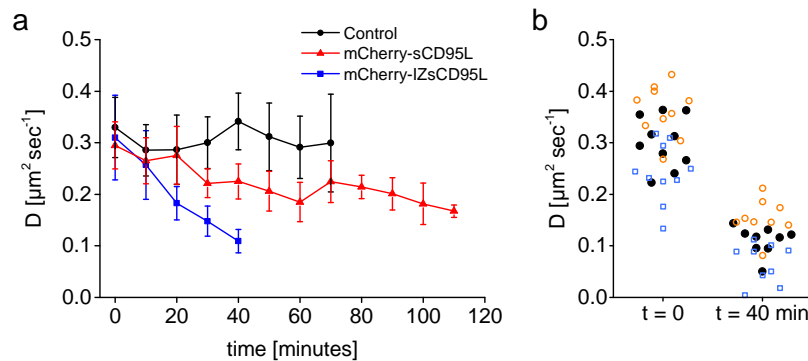 a
Control
mCherry-sCD95L
mCherry-IZsCD95L
D [µm² sec⁻¹]
0.5
0.4
0.3
0.2
0.1
0.0
0 20 40 60 80 100 120
time [minutes]
b
D [µm² sec⁻¹]
0.5
0.4
0.3
0.2
0.1
0.0
t = 0 t = 40 min